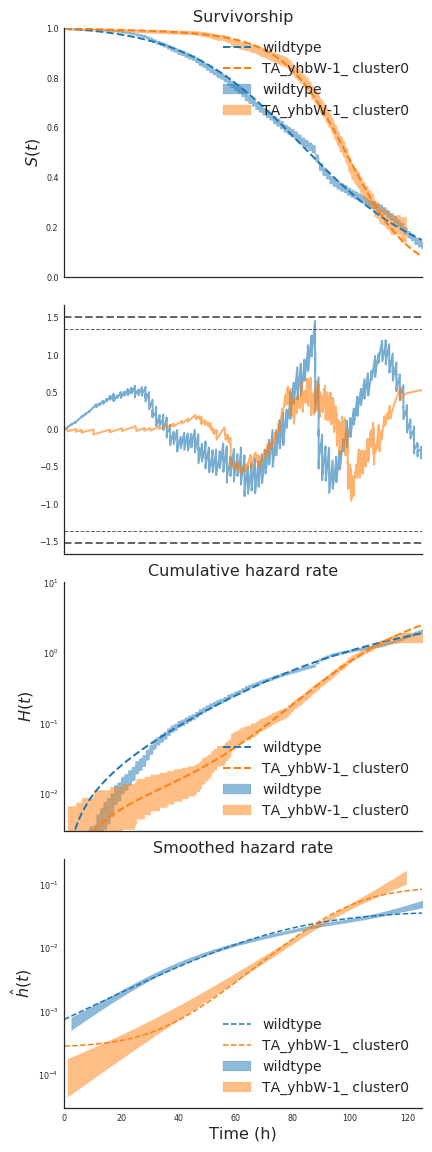 Survivorship
1.0
wildtype
TA_yhbW-1_ cluster0
wildtype
TA_yhbW-1_ cluster0
0.8
0.6
S(t)
0.4
0.2
0.0
1.5
1.0
0.5
0.0
−0.5
−1.0
−1.5
Cumulative hazard rate
10¹
10⁰
H(t)
10⁻¹
10⁻²
wildtype
TA_yhbW-1_ cluster0
wildtype
TA_yhbW-1_ cluster0
Smoothed hazard rate
10⁻¹
10⁻²
ĥ(t)
10⁻³
10⁻⁴
wildtype
TA_yhbW-1_ cluster0
wildtype
TA_yhbW-1_ cluster0
0 20 40 60 80 100 120
Time (h)